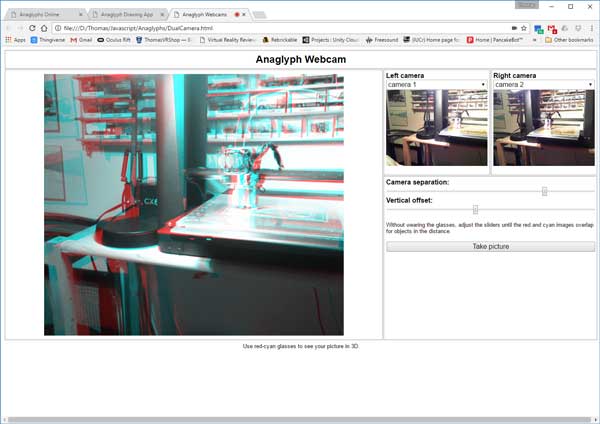 Anaglyphs Online
Anaglyph Drawing App
Anaglyph Webcams
file:///D:/Thomas/Javascript/Anaglyphs/DualCamera.html
Apps
Thingiverse
Gmail
Oculus Rift
ThomasVRShop
Virtual Reality Review
Rebrickable
Projects : Unity Cloud
Freesound
(IUCr) Home page for
Home | PancakeBot™
Other bookmarks
Anaglyph Webcam
Left camera
Right camera
camera 1
camera 2
Camera separation:
Vertical offset:
Without wearing the glasses, adjust the sliders until the red and cyan images overlap
for objects in the distance.
Take picture
Use red-cyan glasses to see your picture in 3D.